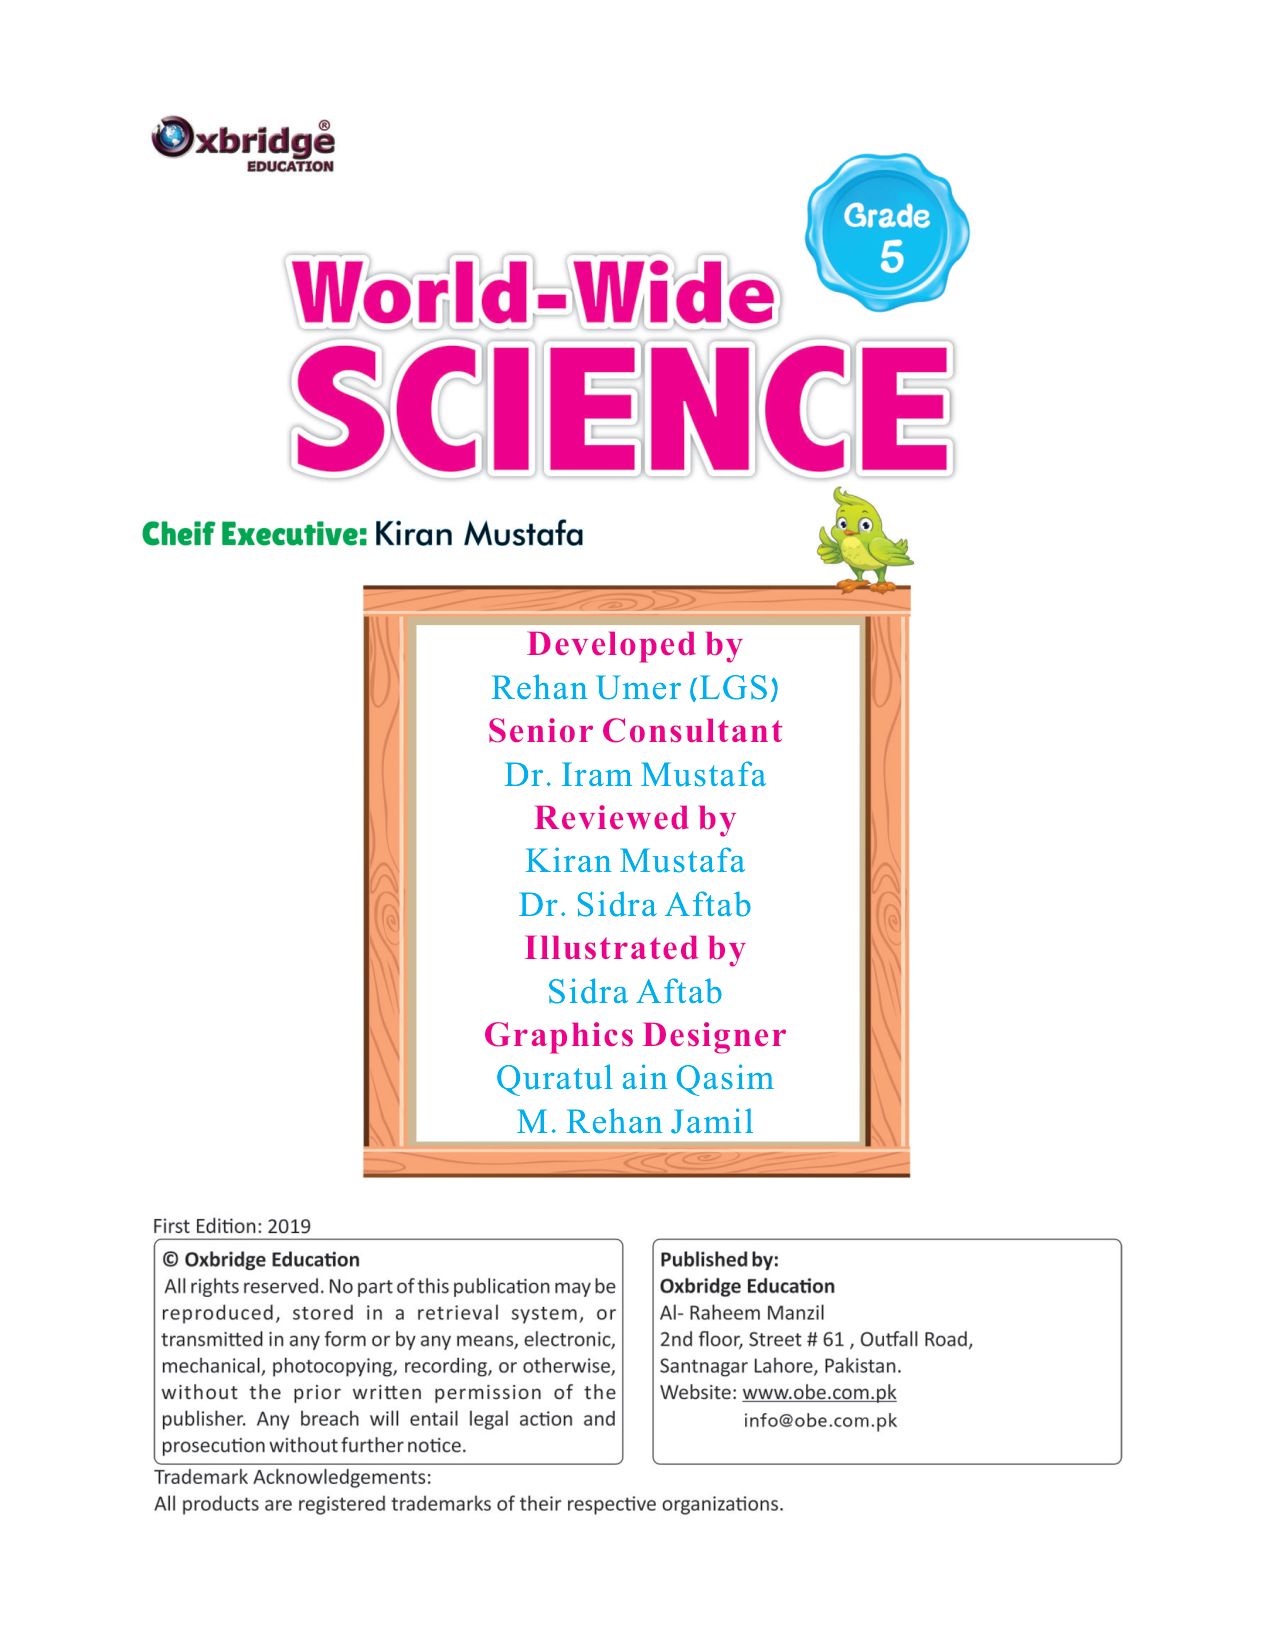 Oxbridge®
EDUCATION
Grade
5
World-Wide
SCIENCE
Cheif Executive: Kiran Mustafa
Developed by
Rehan Umer (LGS)
Senior Consultant
Dr. Iram Mustafa
Reviewed by
Kiran Mustafa
Dr. Sidra Aftab
Illustrated by
Sidra Aftab
Graphics Designer
Quratul ain Qasim
M. Rehan Jamil
First Edition: 2019
© Oxbridge Education
All rights reserved. No part of this publication may be
reproduced, stored in a retrieval system, or
transmitted in any form or by any means, electronic,
mechanical, photocopying, recording, or otherwise,
without the prior written permission of the
publisher. Any breach will entail legal action and
prosecution without further notice.
Published by:
Oxbridge Education
Al- Raheem Manzil
2nd floor, Street # 61 , Outfall Road,
Santnagar Lahore, Pakistan.
Website: www.obe.com.pk
info@obe.com.pk
Trademark Acknowledgements:
All products are registered trademarks of their respective organizations.